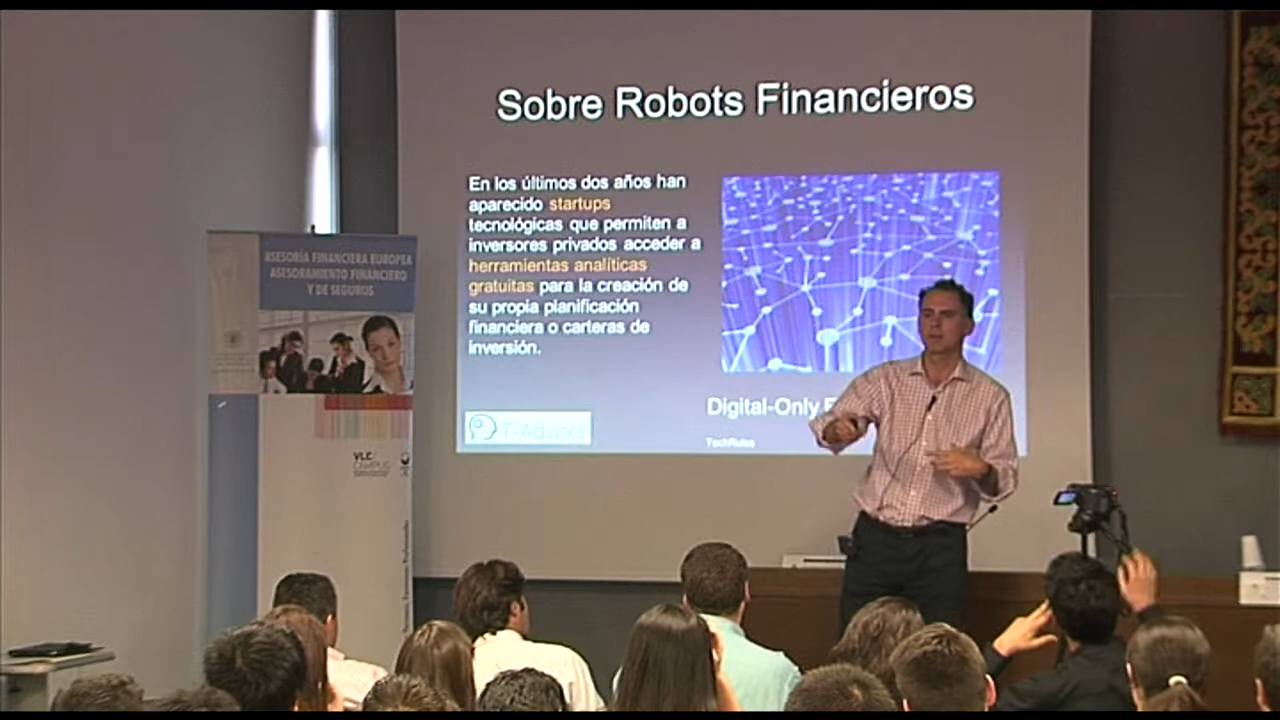 Sobre Robots Financieros
En los últimos dos años han
aparecido startups
tecnológicas que permiten a
inversores privados acceder a
herramientas analíticas
gratuitas para la creación de
su propia planificación
financiera o carteras de
inversión.
Digital-Only
T-Advisor
TechRules
ASESORÍA FINANCIERA EUROPEA
ASESORAMIENTO FINANCIERO
Y DE SEGUROS
VLC
CAMPUS